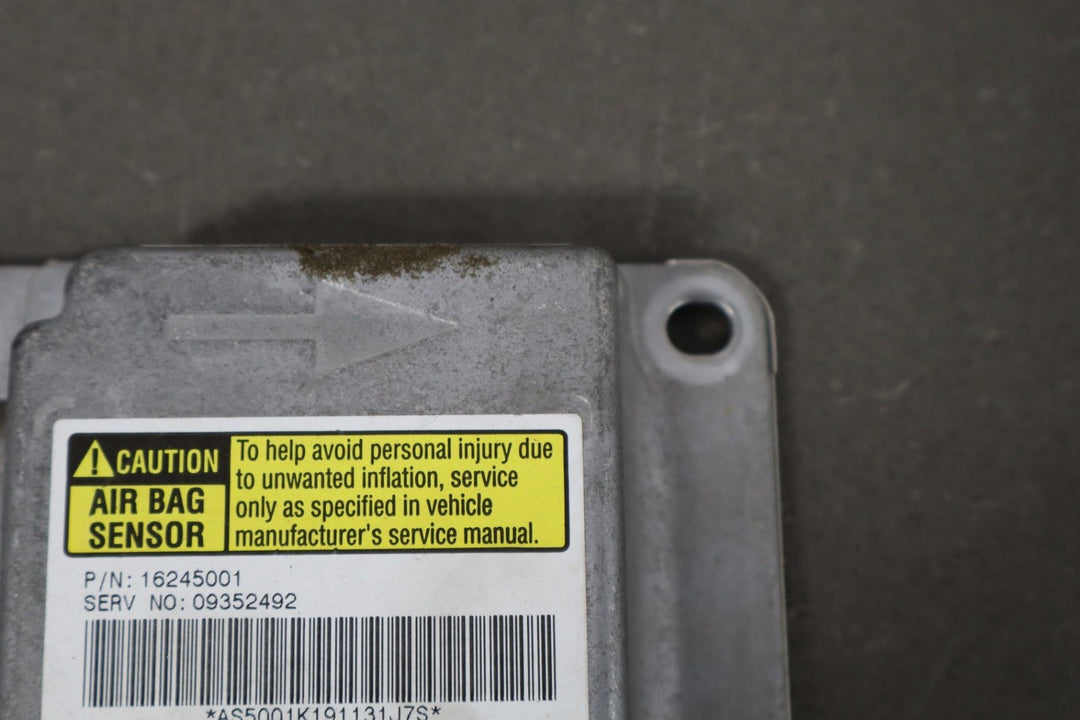 CAUTION
AIR BAG
SENSOR
To help avoid personal injury due
to unwanted inflation, service
only as specified in vehicle
manufacturer's service manual.
P/N: 16245001
SERV NO: 09352492
*AS5001K191131J7S*